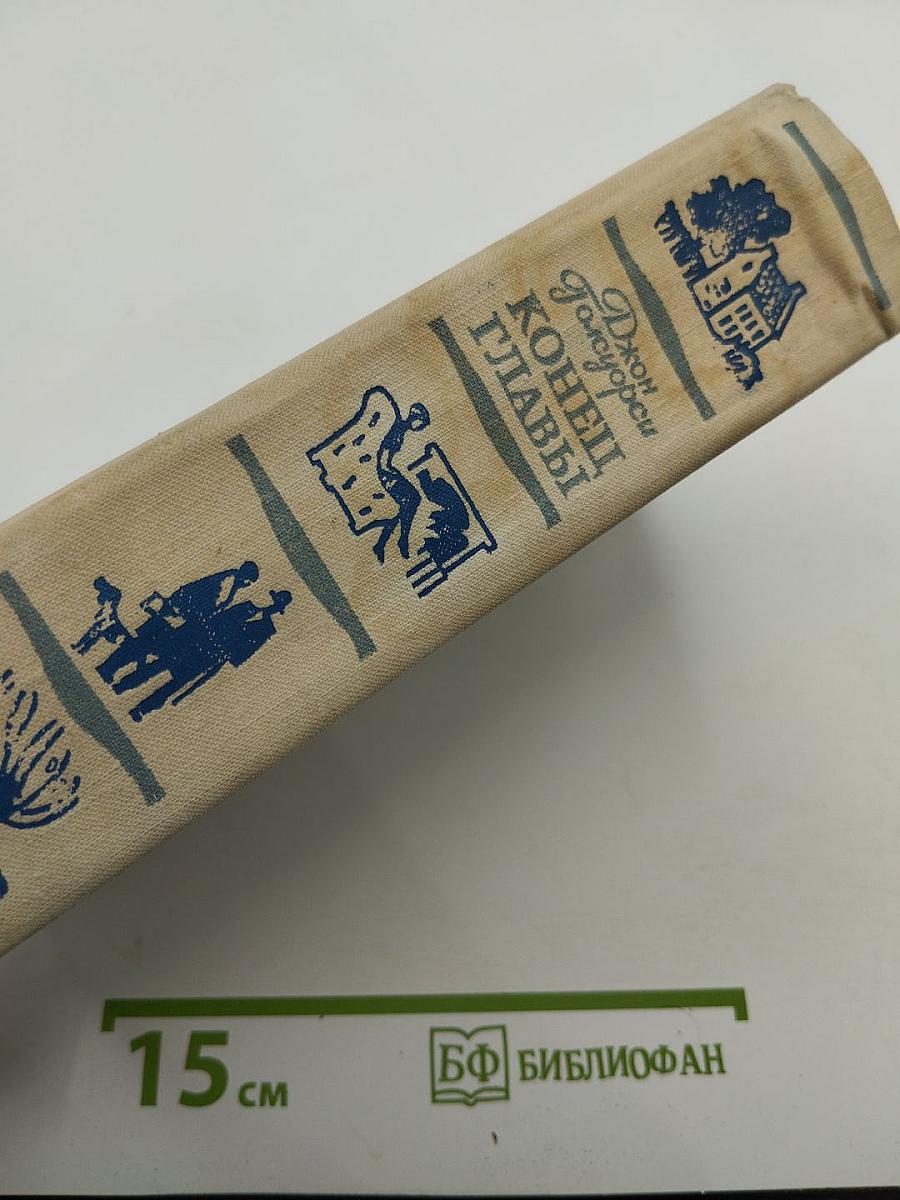 Джон
Голсуорси
КОНЕЦ
ГЛАВЫ
15 см
БФ БИБЛИОФАН